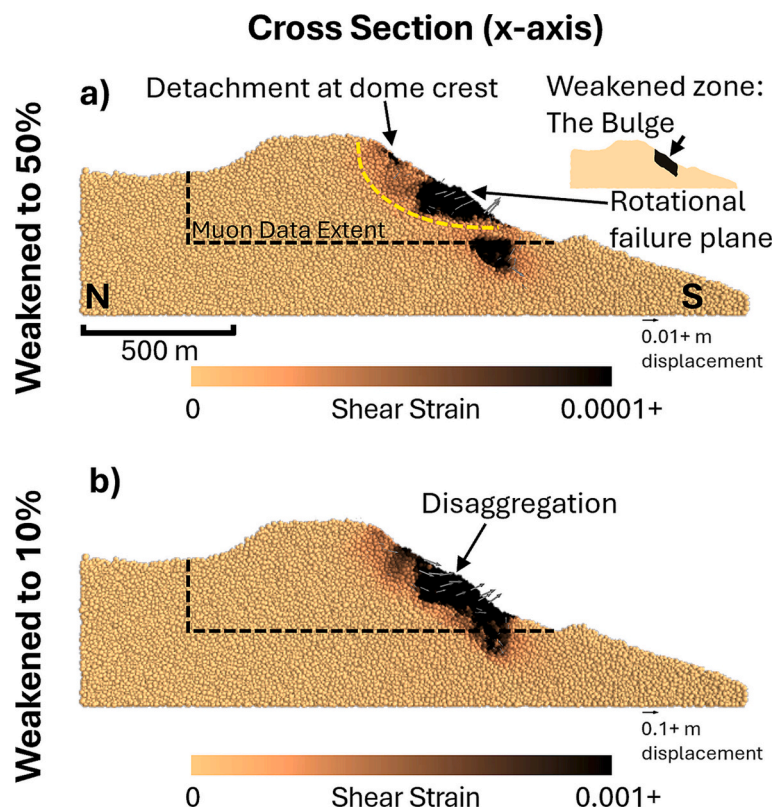 Cross Section (x-axis)
Weakened to 50%
a)
Detachment at dome crest
Weakened zone:
The Bulge
Rotational
failure plane
Muon Data Extent
N
S
500 m
0.01+ m
displacement
0
Shear Strain
0.0001+
Weakened to 10%
b)
Disaggregation
0.1+ m
displacement
0
Shear Strain
0.001+